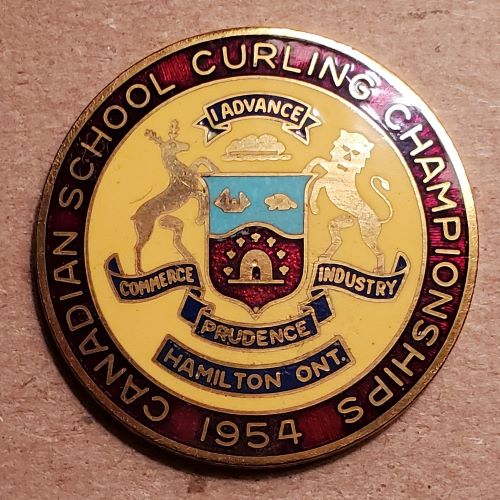 CANADIAN SCHOOL CURLING CHAMPIONSHIPS
I ADVANCE
COMMERCE
PRUDENCE
INDUSTRY
HAMILTON ONT.
1954